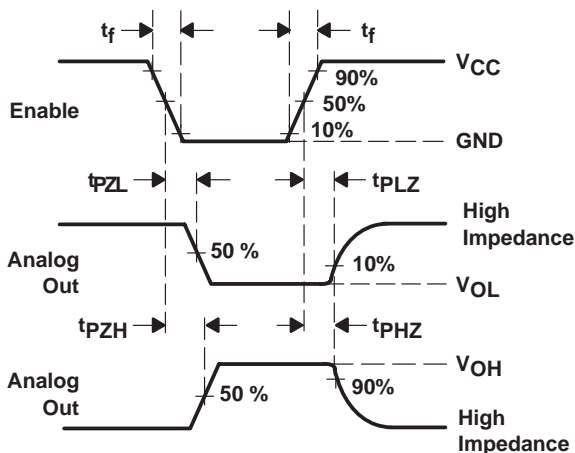 tf
tf
VCC
90%
50%
10%
Enable
GND
tPZL
tPLZ
High
Impedance
50 %
10%
Analog
Out
VOL
tPZH
tPHZ
VOH
Analog
Out
50 %
90%
High
Impedance